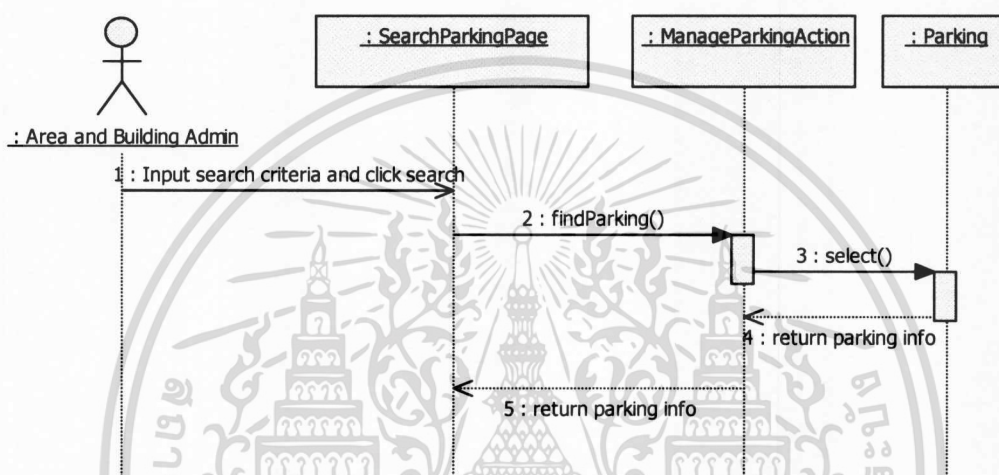 : SearchParkingPage
: ManageParkingAction
: Parking
: Area and Building Admin
1 : Input search criteria and click search
2 : findParking()
3 : select()
4 : return parking info
5 : return parking info